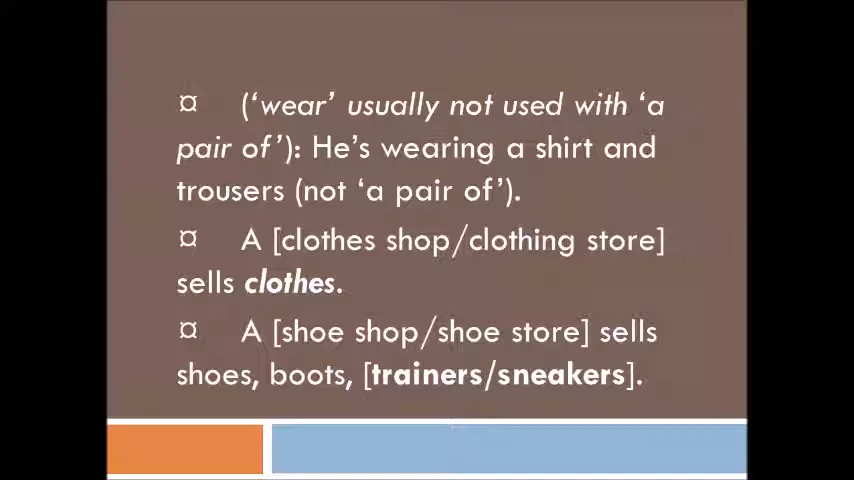 ¤ (‘wear’ usually not used with ‘a
pair of’): He’s wearing a shirt and
trousers (not ‘a pair of’).
¤ A [clothes shop/clothing store]
sells clothes.
¤ A [shoe shop/shoe store] sells
shoes, boots, [trainers/sneakers].